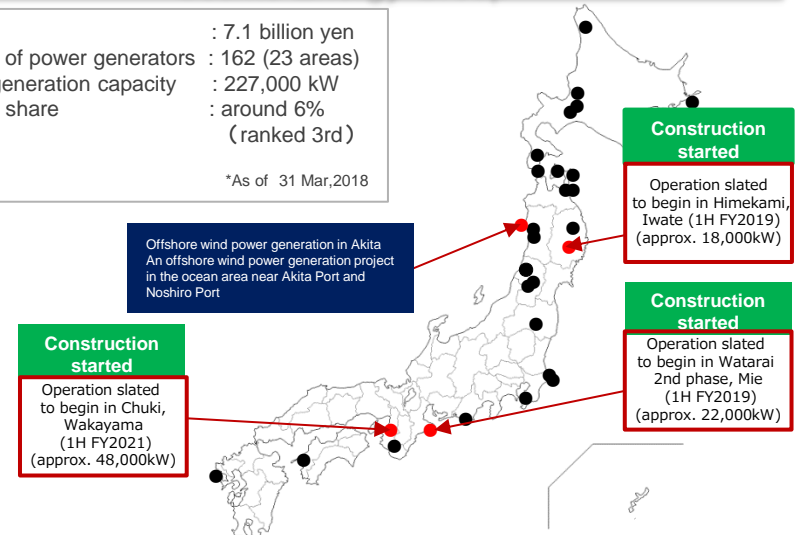 : 7.1 billion yen
of power generators : 162 (23 areas)
generation capacity : 227,000 kW
share : around 6%
（ranked 3rd）
*As of 31 Mar,2018
Construction
started
Operation slated
to begin in Himekami,
Iwate (1H FY2019)
(approx. 18,000kW)
Offshore wind power generation in Akita
An offshore wind power generation project
in the ocean area near Akita Port and
Noshiro Port
Construction
started
Operation slated
to begin in Watarai
2nd phase, Mie
(1H FY2019)
(approx. 22,000kW)
Construction
started
Operation slated
to begin in Chuki,
Wakayama
(1H FY2021)
(approx. 48,000kW)